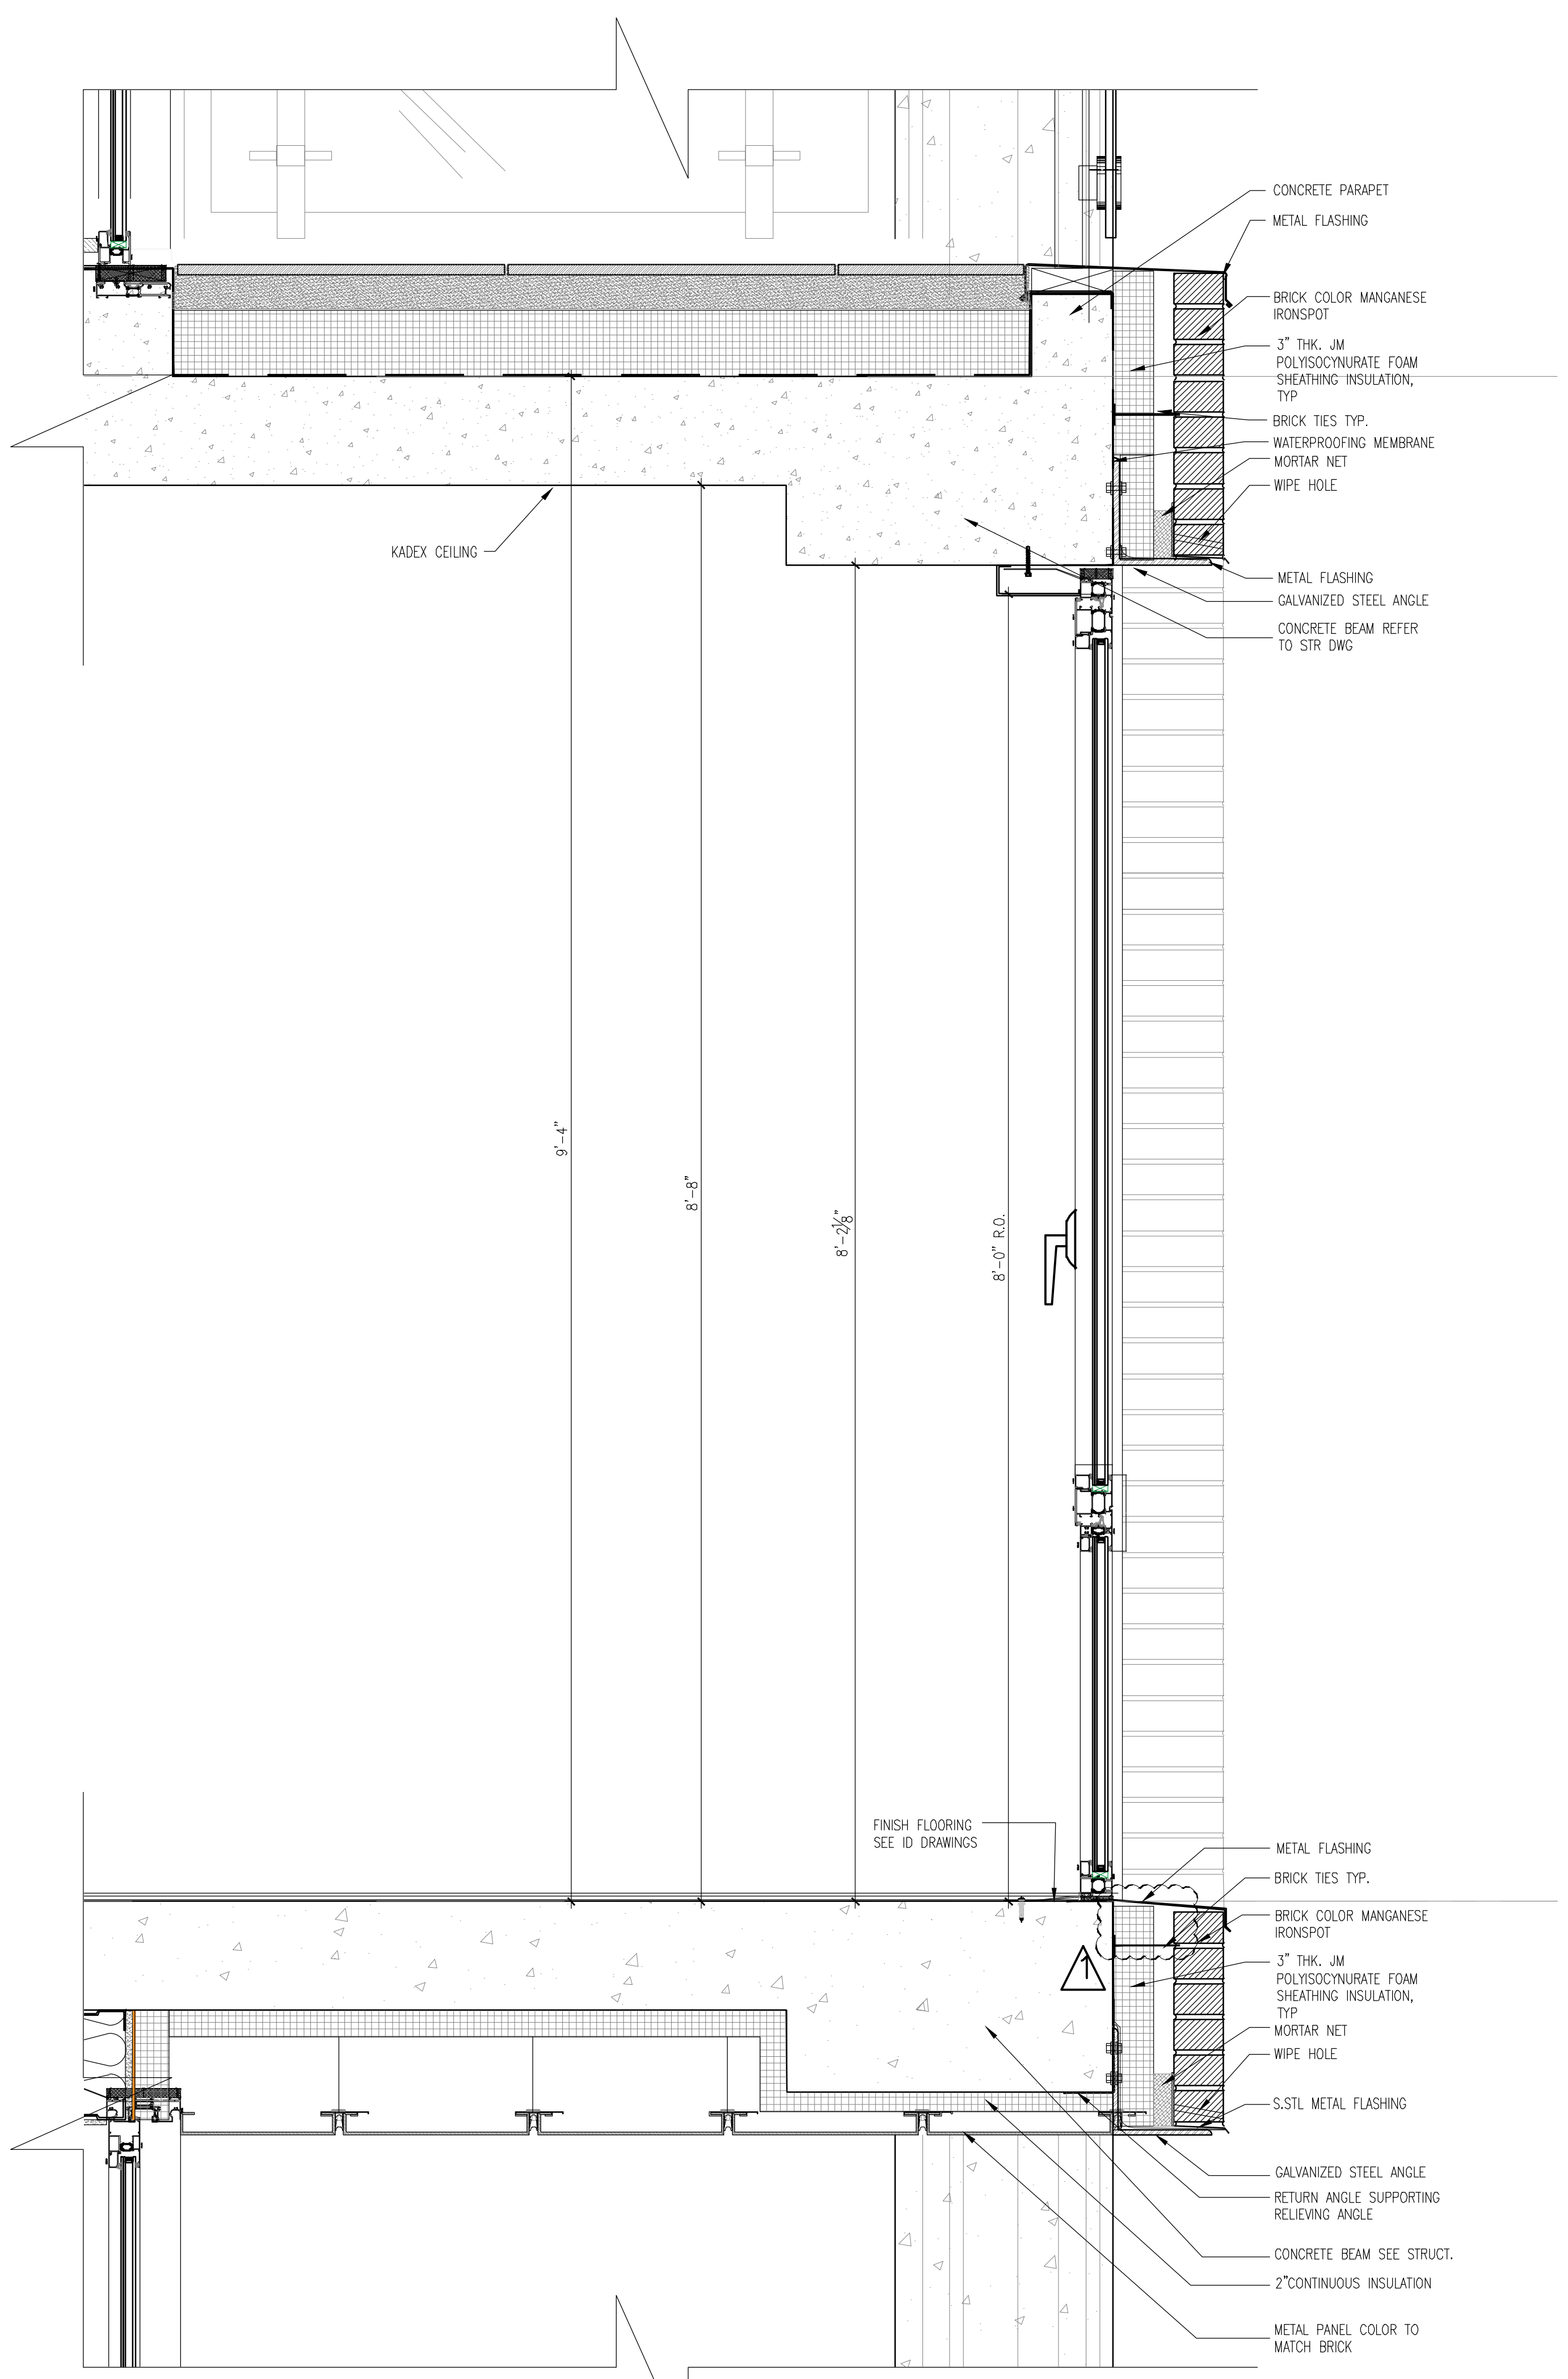 CONCRETE PARAPET
METAL FLASHING
BRICK COLOR MANGANESE
IRONSPOT
3" THK. JM
POLYISOCYNURATE FOAM
SHEATHING INSULATION,
TYP
BRICK TIES TYP.
WATERPROOFING MEMBRANE
MORTAR NET
WIPE HOLE
KADEX CEILING
METAL FLASHING
GALVANIZED STEEL ANGLE
CONCRETE BEAM REFER
TO STR DWG
9'-4"
8'-8"
8'-2⅛"
8'-0" R.O.
FINISH FLOORING
SEE ID DRAWINGS
METAL FLASHING
BRICK TIES TYP.
BRICK COLOR MANGANESE
IRONSPOT
3" THK. JM
POLYISOCYNURATE FOAM
SHEATHING INSULATION,
TYP
MORTAR NET
WIPE HOLE
1
S.STL METAL FLASHING
GALVANIZED STEEL ANGLE
RETURN ANGLE SUPPORTING
RELIEVING ANGLE
CONCRETE BEAM SEE STRUCT.
2"CONTINUOUS INSULATION
METAL PANEL COLOR TO
MATCH BRICK